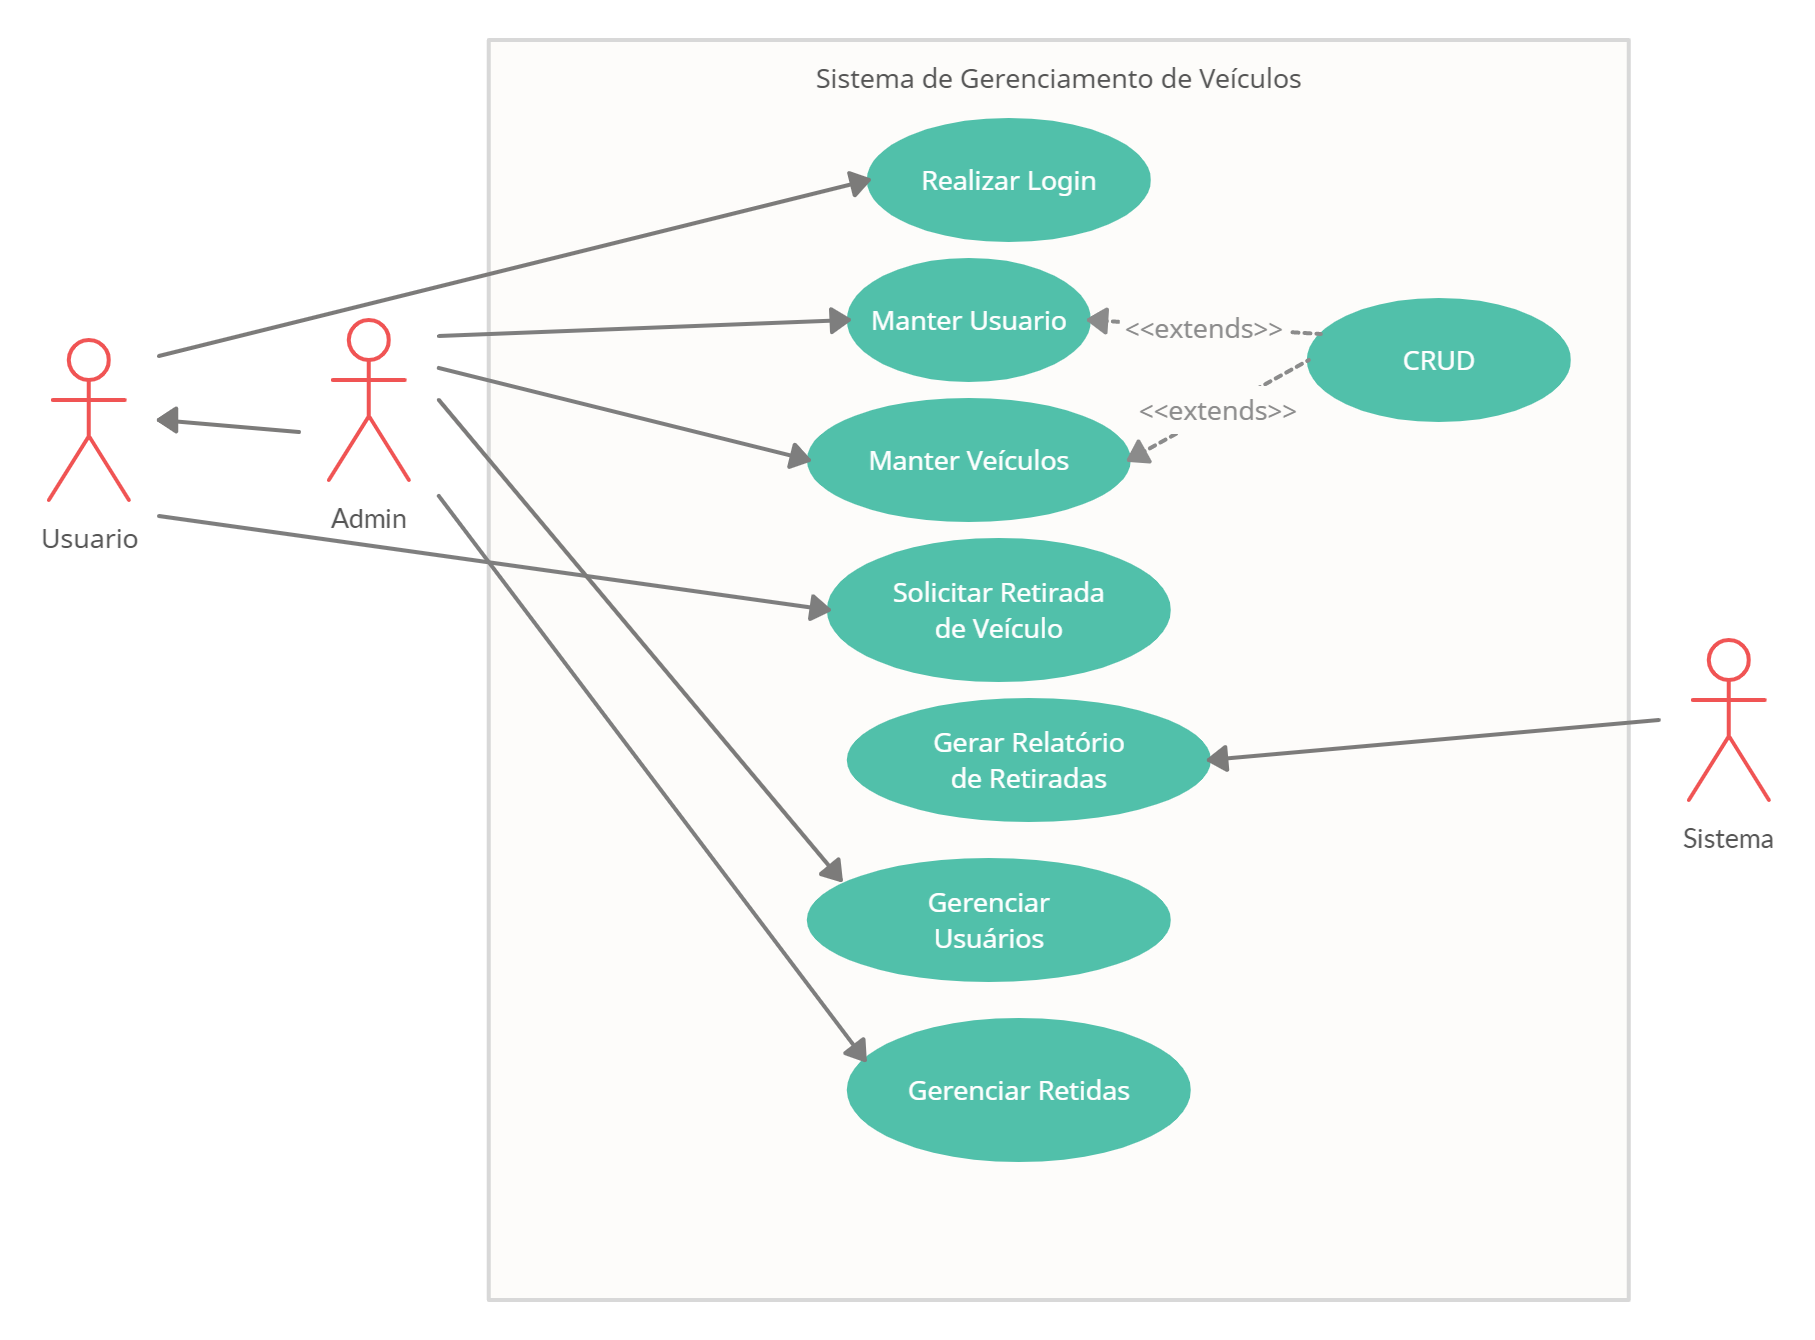 Sistema de Gerenciamento de Veículos
Realizar Login
Manter Usuario
<<extends>>
CRUD
<<extends>>
Manter Veículos
Admin
Usuario
Solicitar Retirada
de Veículo
Gerar Relatório
de Retiradas
Sistema
Gerenciar
Usuários
Gerenciar Retidas